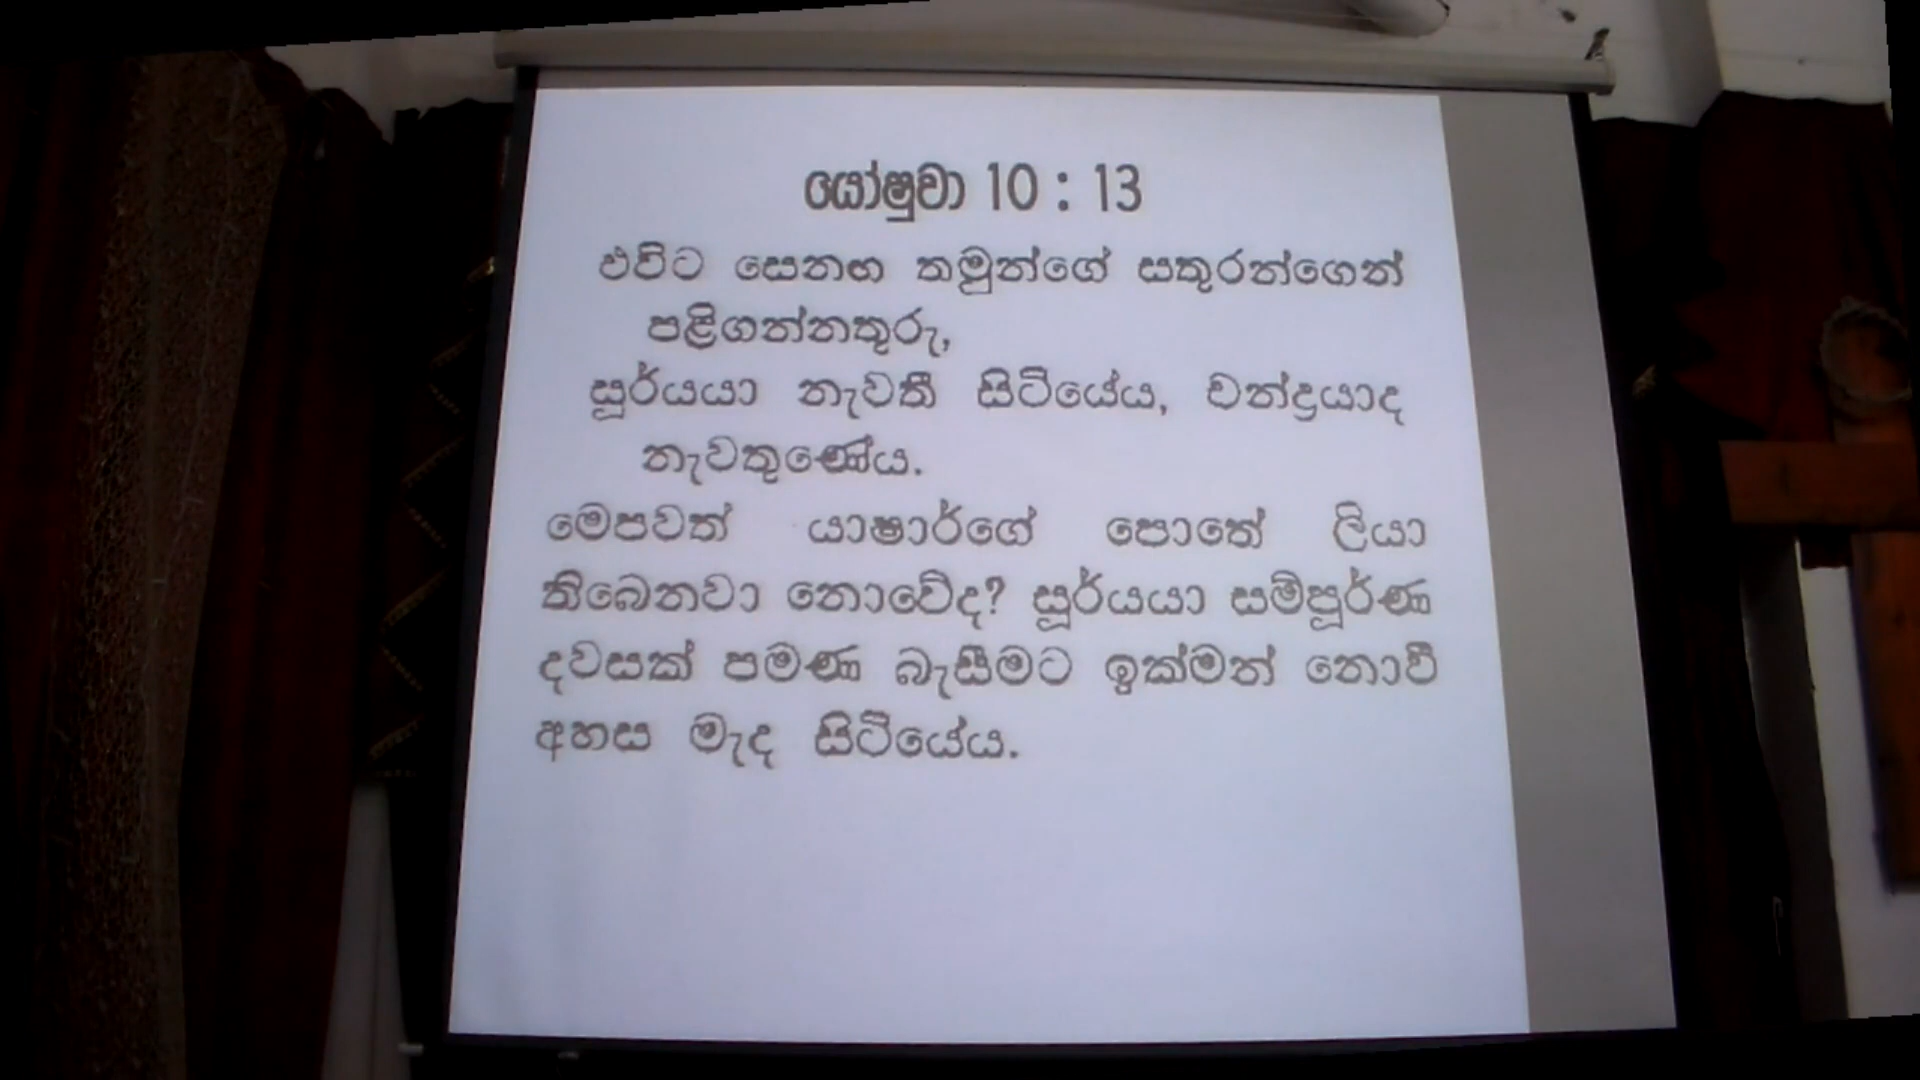 යෝෂුවා 10 : 13
එවිට සෙනඟ තමුන්ගේ සතුරන්ගෙන්
පළිගන්නතුරු,
සූර්යයා නැවතී සිටියේය, චන්ද්‍රයාද
නැවතුණේය.
මෙපවත් යාෂාර්ගේ පොතේ ලියා
තිබෙනවා නොවේද? සූර්යයා සම්පූර්ණ
දවසක් පමණ බැසීමට ඉක්මන් නොවී
අහස මැද සිටියේය.